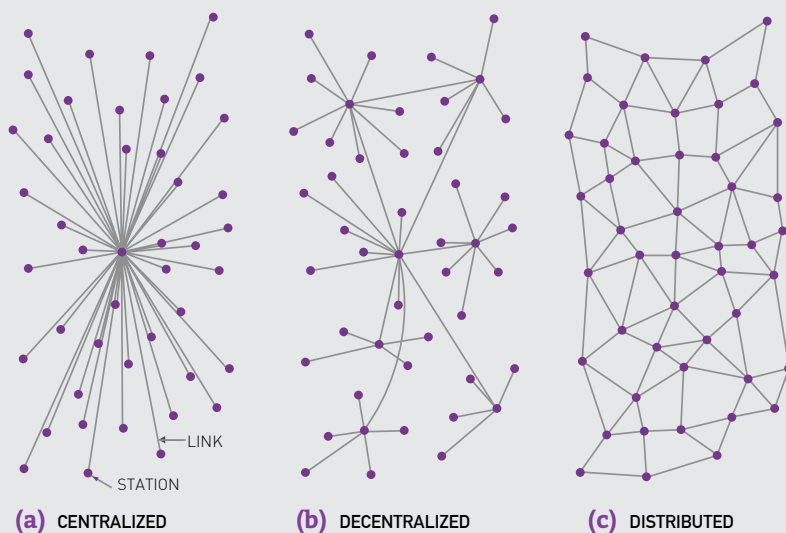 LINK
STATION
(a) CENTRALIZED
(b) DECENTRALIZED
(c) DISTRIBUTED